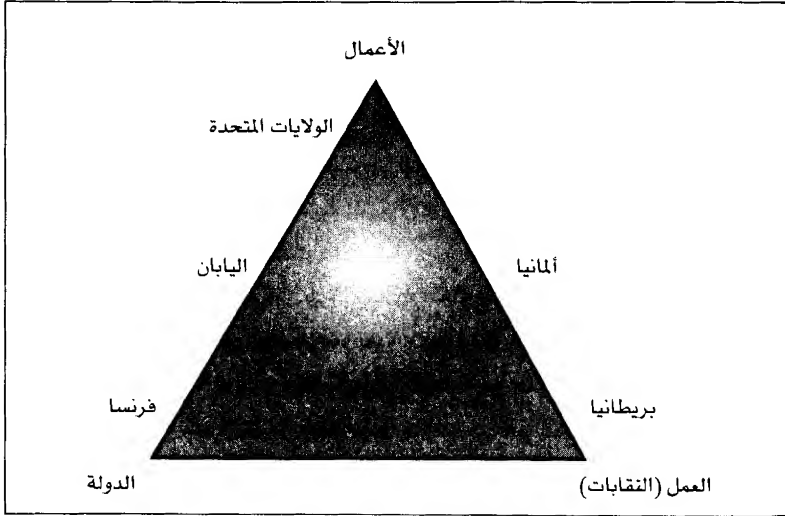 الأعمال
الولايات المتحدة
ألمانيا
اليابان
بريطانيا
فرنسا
العمل (النقابات)
الدولة